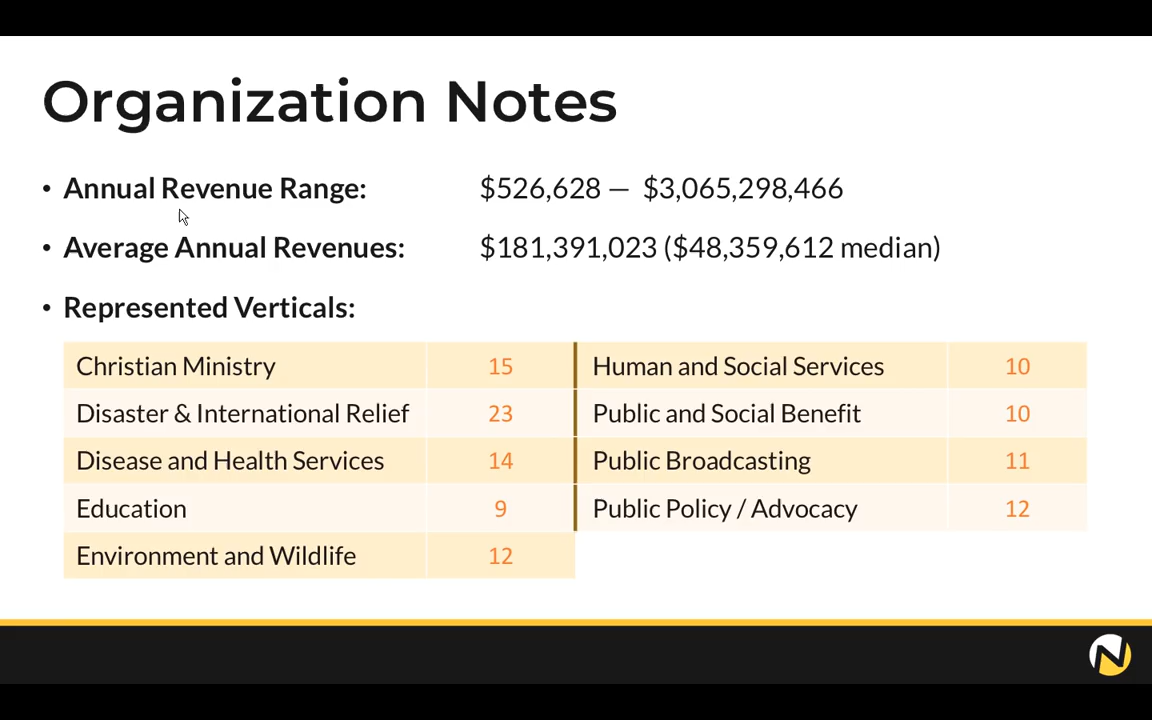 Organization Notes
• Annual Revenue Range: $526,628 — $3,065,298,466
• Average Annual Revenues: $181,391,023 ($48,359,612 median)
• Represented Verticals:
Christian Ministry 15 Human and Social Services 10
Disaster & International Relief 23 Public and Social Benefit 10
Disease and Health Services 14 Public Broadcasting 11
Education 9 Public Policy / Advocacy 12
Environment and Wildlife 12
N